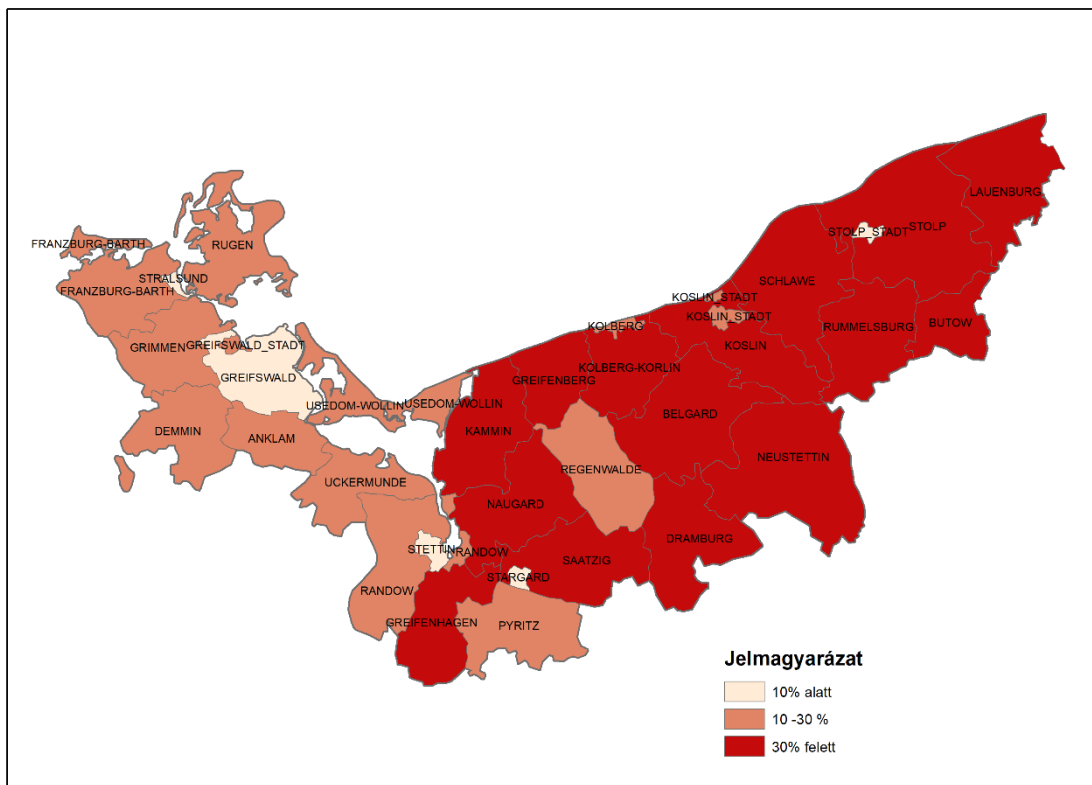 LAUENBURG
STOLP_STADT
STOLP
FRANZBURG-BARTH
RUGEN
STRALSUND
FRANZBURG-BARTH
SCHLAWE
KOSLIN_STADT
KOSLIN_STADT
KOLBERG
RUMMELSBURG
BUTOW
GRIMMEN
GREIFSWALD_STADT
KOSLIN
GREIFSWALD
KOLBERG-KORLIN
GREIFENBERG
USEDOM-WOLLIN
USEDOM-WOLLIN
BELGARD
DEMMIN
ANKLAM
KAMMIN
NEUSTETTIN
REGENWALDE
UCKERMUNDE
NAUGARD
DRAMBURG
STETTIN
RANDOW
SAATZIG
STARGARD
RANDOW
GREIFENHAGEN
PYRITZ
Jelmagyarázat
10% alatt
10 -30 %
30% felett